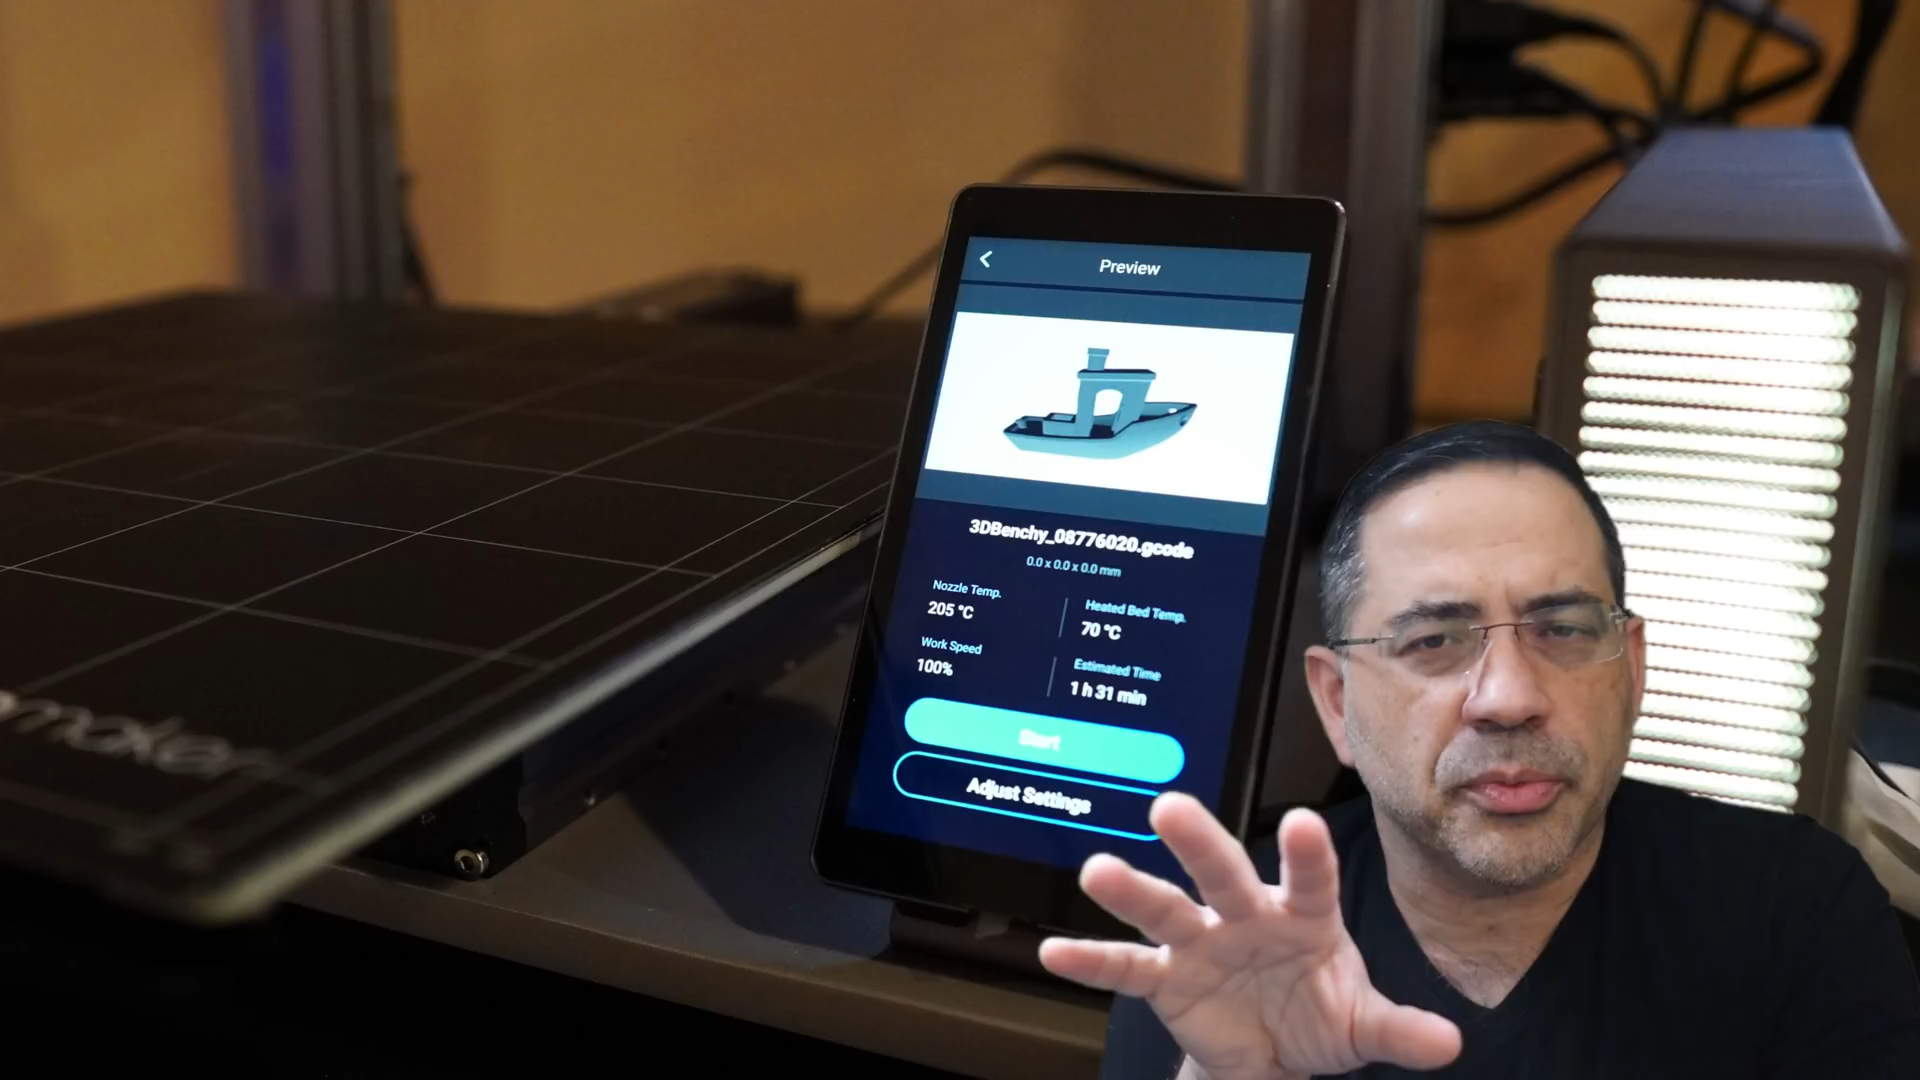 Preview
3DBenchy_08776020.gcode
0.0 x 0.0 x 0.0 mm
Nozzle Temp.
205 °C
Heated Bed Temp.
70 °C
Work Speed
100%
Estimated Time
1 h 31 min
Start
Adjust Settings
maker